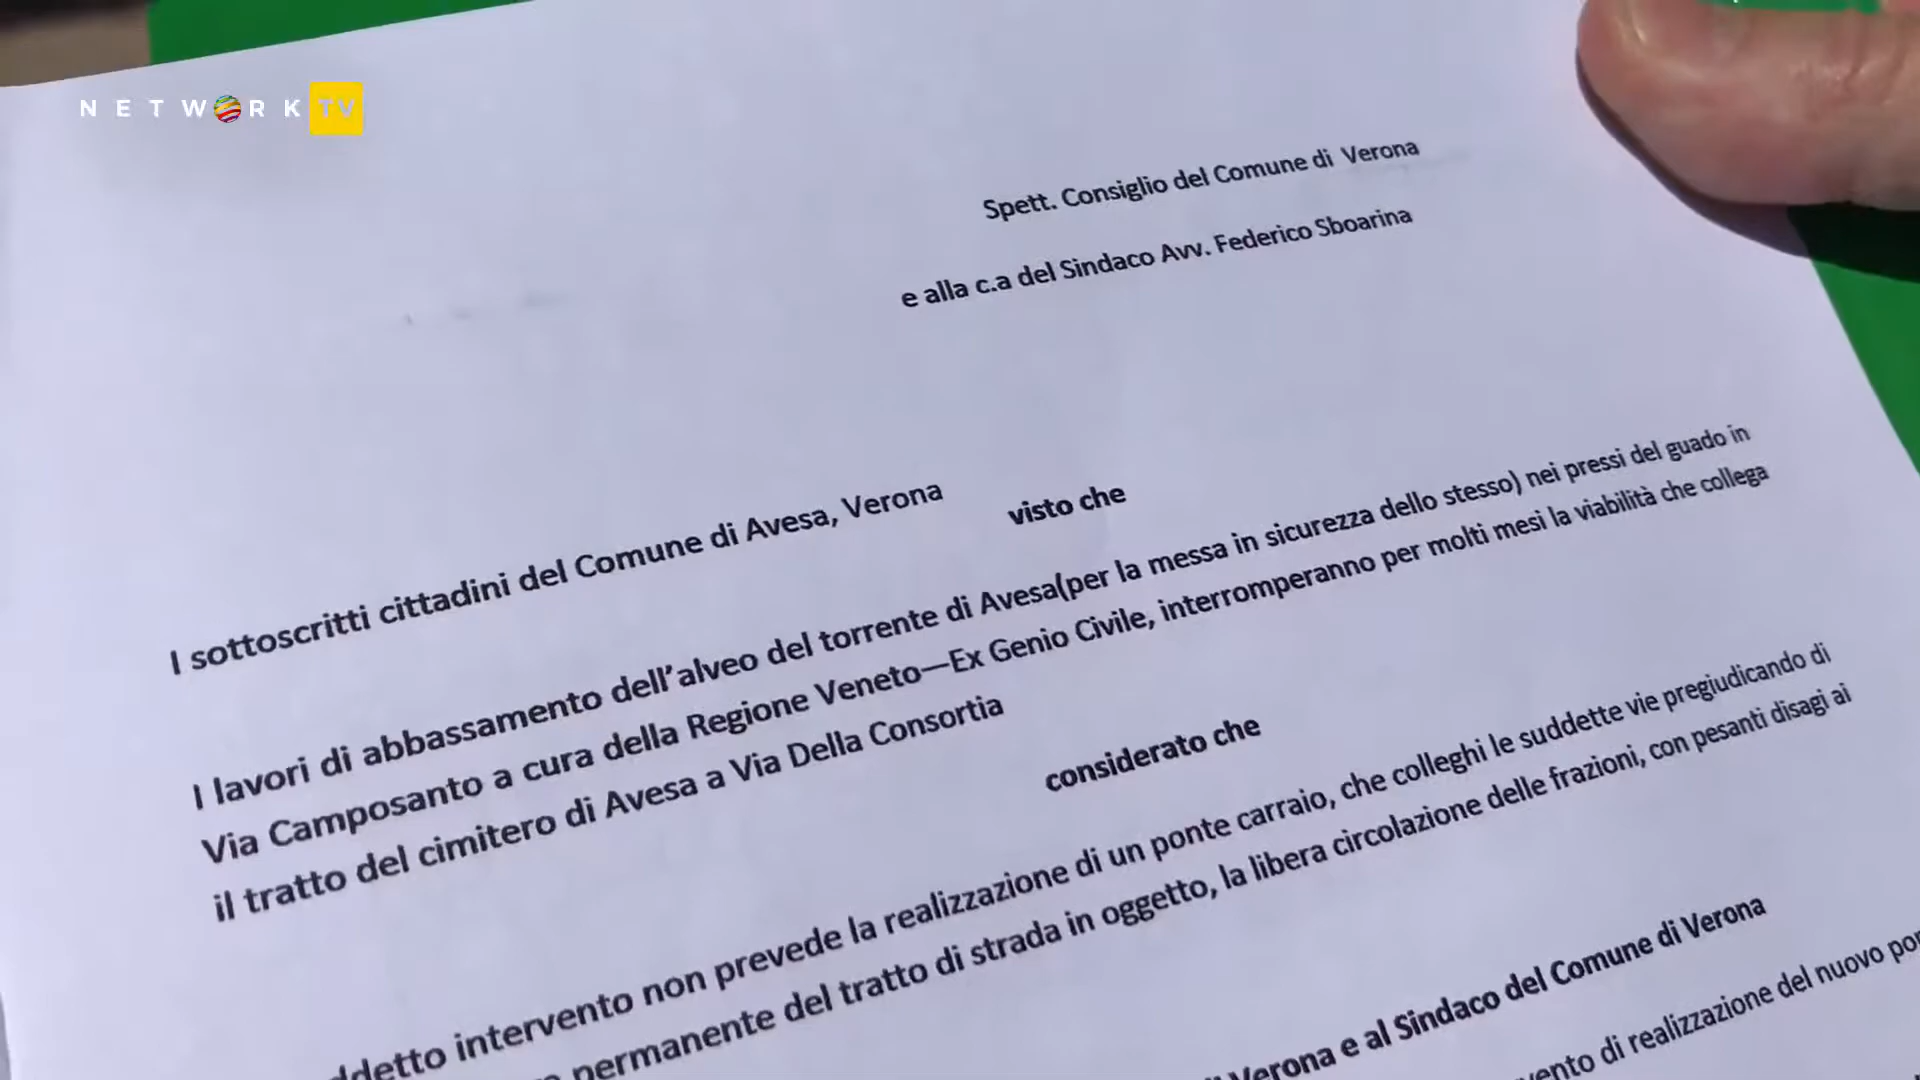 NETWORK TV
Spett. Consiglio del Comune di Verona
e alla c.a del Sindaco Avv. Federico Sboarina
I sottoscritti cittadini del Comune di Avesa, Verona
visto che
I lavori di abbassamento dell'alveo del torrente di Avesa(per la messa in sicurezza dello stesso) nei pressi del guado in
Via Camposanto a cura della Regione Veneto—Ex Genio Civile, interromperanno per molti mesi la viabilità che collega
il tratto del cimitero di Avesa a Via Della Consortia
considerato che
intervento non prevede la realizzazione di un ponte carraio, che colleghi le suddette vie pregiudicando di
permanente del tratto di strada in oggetto, la libera circolazione delle frazioni, con pesanti disagi ai
Verona e al Sindaco del Comune di Verona
di realizzazione del nuovo